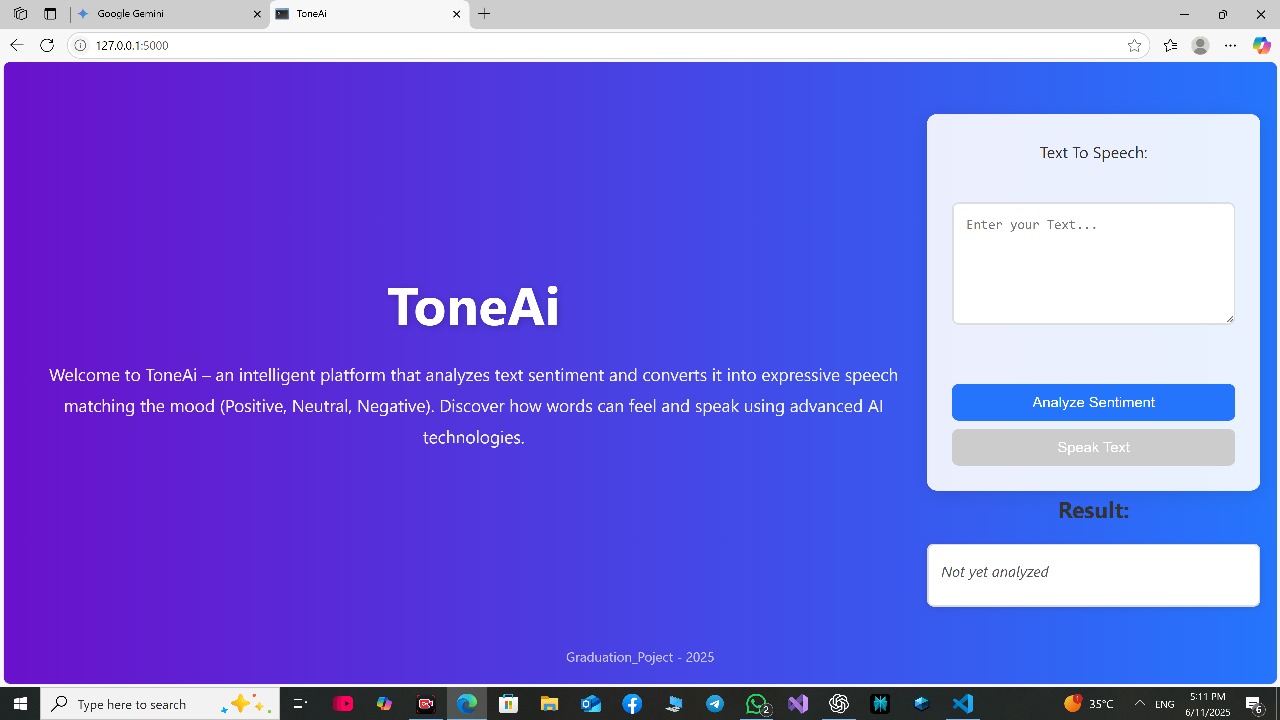 Google Gemini
ToneAi
127.0.0.1:5000
Text To Speech:
Enter your Text...
ToneAi
Welcome to ToneAi – an intelligent platform that analyzes text sentiment and converts it into expressive speech
matching the mood (Positive, Neutral, Negative). Discover how words can feel and speak using advanced AI
technologies.
Analyze Sentiment
Speak Text
Result:
Not yet analyzed
Graduation_Poject - 2025
Type here to search
2
35°C
ENG
5:11 PM
6/11/2025
6